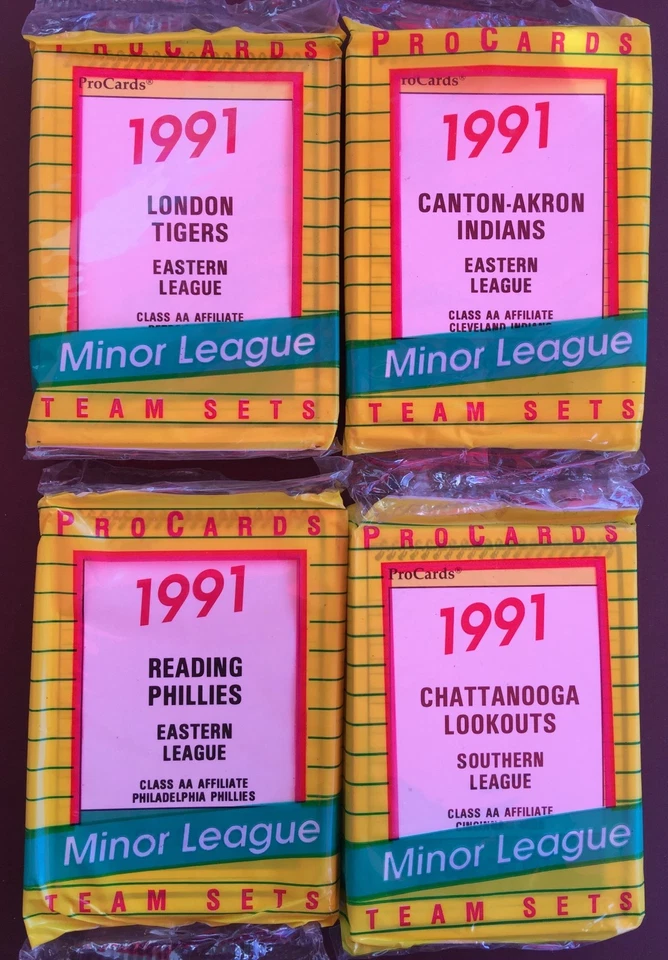 PROCARDS
ProCards®
1991
LONDON
TIGERS
EASTERN
LEAGUE
CLASS AA AFFILIATE
Minor League
TEAM SETS
PROCARDS
ProCards®
1991
CANTON-AKRON
INDIANS
EASTERN
LEAGUE
CLASS AA AFFILIATE
CLEVELAND INDIANS
Minor League
TEAM SETS
PROCARDS
1991
READING
PHILLIES
EASTERN
LEAGUE
CLASS AA AFFILIATE
PHILADELPHIA PHILLIES
Minor League
TEAM SETS
PROCARDS
ProCards®
1991
CHATTANOOGA
LOOKOUTS
SOUTHERN
LEAGUE
CLASS AA AFFILIATE
Minor League
TEAM SETS